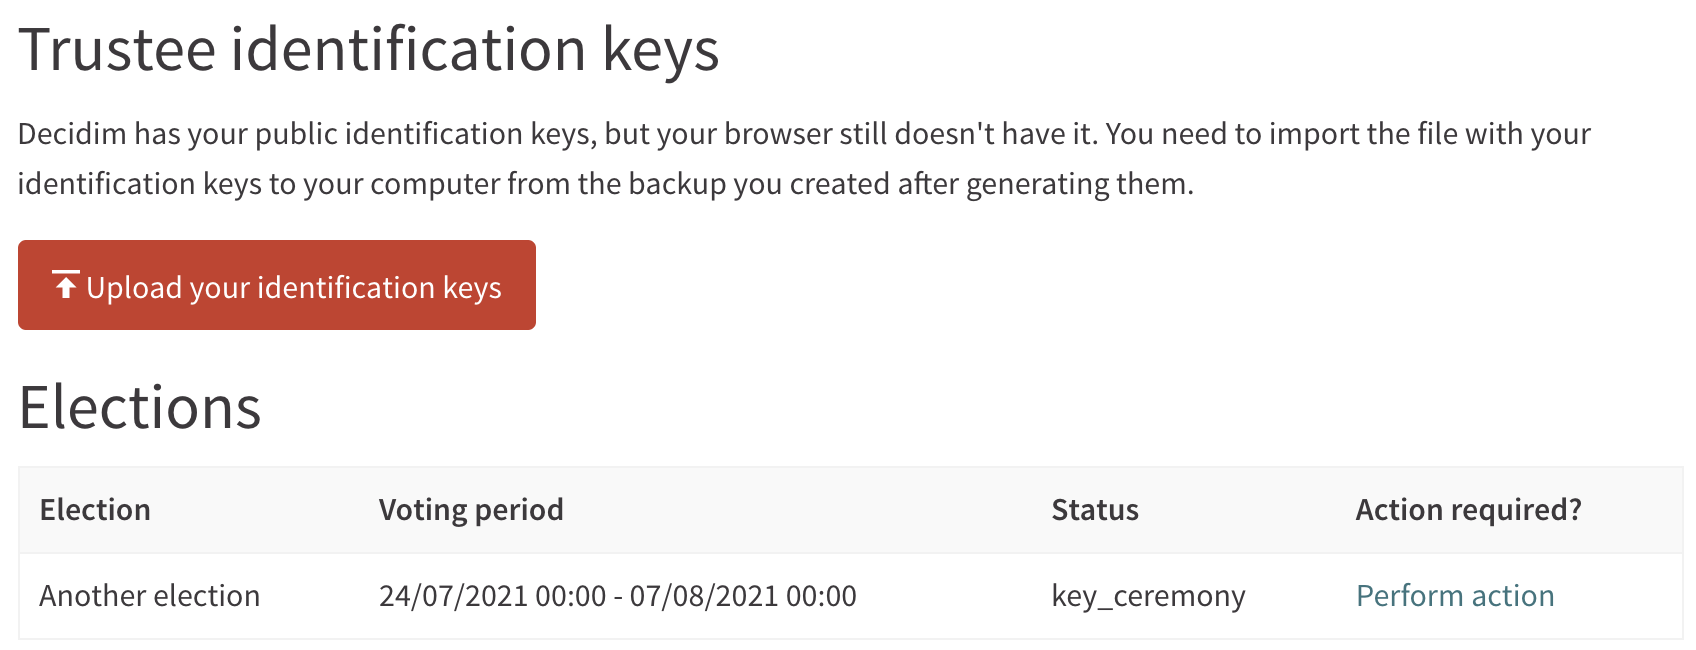 Trustee identification keys
Decidim has your public identification keys, but your browser still doesn't have it. You need to import the file with your
identification keys to your computer from the backup you created after generating them.
Upload your identification keys
Elections
Election Voting period Status Action required?
Another election 24/07/2021 00:00 - 07/08/2021 00:00 key_ceremony Perform action